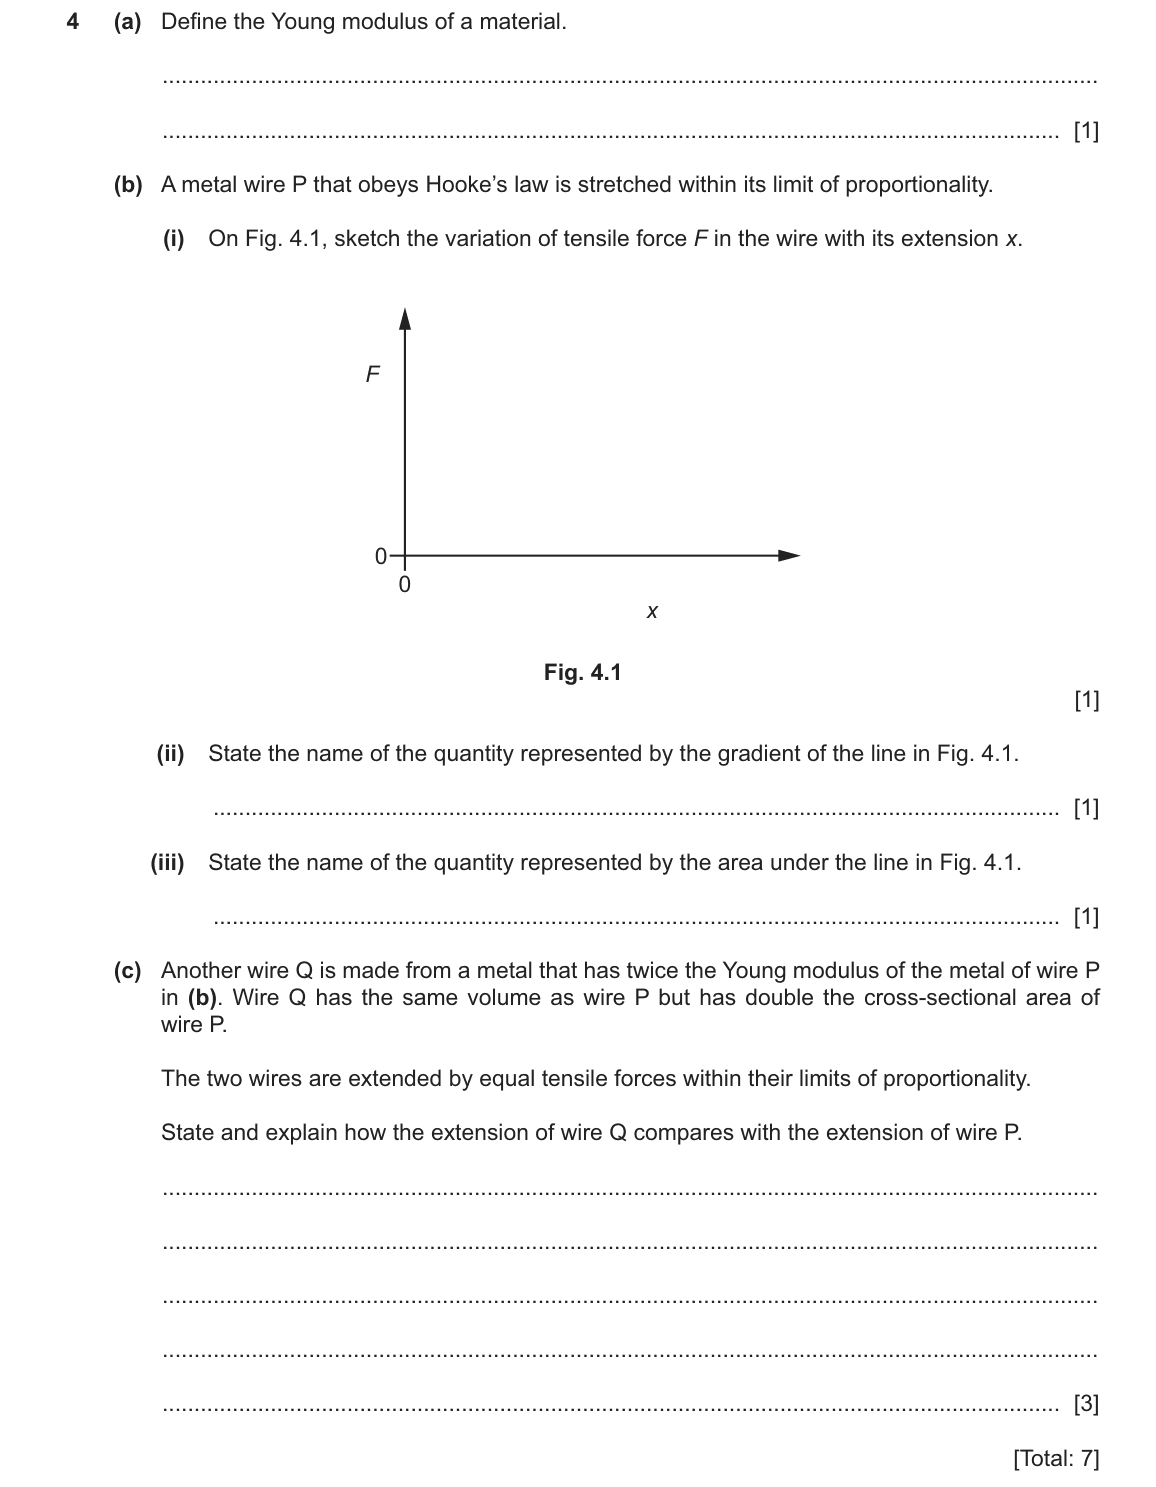 4 (a) Define the Young modulus of a material.
..........................................................................................................................................
.................................................................................................................................... [1]
(b) A metal wire P that obeys Hooke’s law is stretched within its limit of proportionality.
(i) On Fig. 4.1, sketch the variation of tensile force F in the wire with its extension x.
F
0
0
x
Fig. 4.1
[1]
(ii) State the name of the quantity represented by the gradient of the line in Fig. 4.1.
............................................................................................................................. [1]
(iii) State the name of the quantity represented by the area under the line in Fig. 4.1.
............................................................................................................................. [1]
(c) Another wire Q is made from a metal that has twice the Young modulus of the metal of wire P
in (b). Wire Q has the same volume as wire P but has double the cross-sectional area of
wire P.
The two wires are extended by equal tensile forces within their limits of proportionality.
State and explain how the extension of wire Q compares with the extension of wire P.
..........................................................................................................................................
..........................................................................................................................................
..........................................................................................................................................
..........................................................................................................................................
.................................................................................................................................... [3]
[Total: 7]